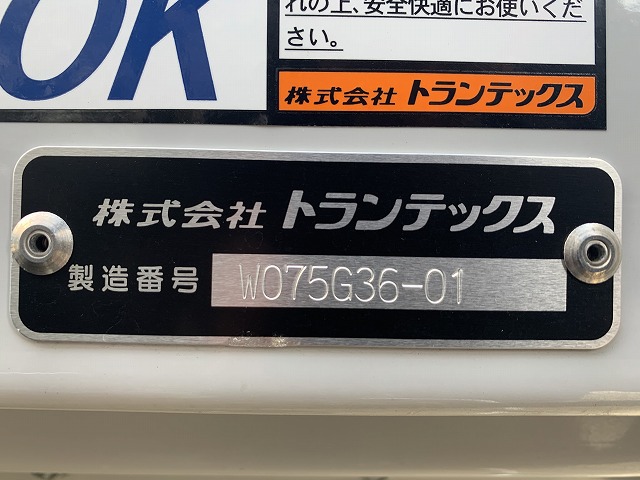 れの上、安全快適にお使いくだ
さい。
OK
株式会社 トランテックス
株式会社 トランテックス
製造番号 W075G36-01